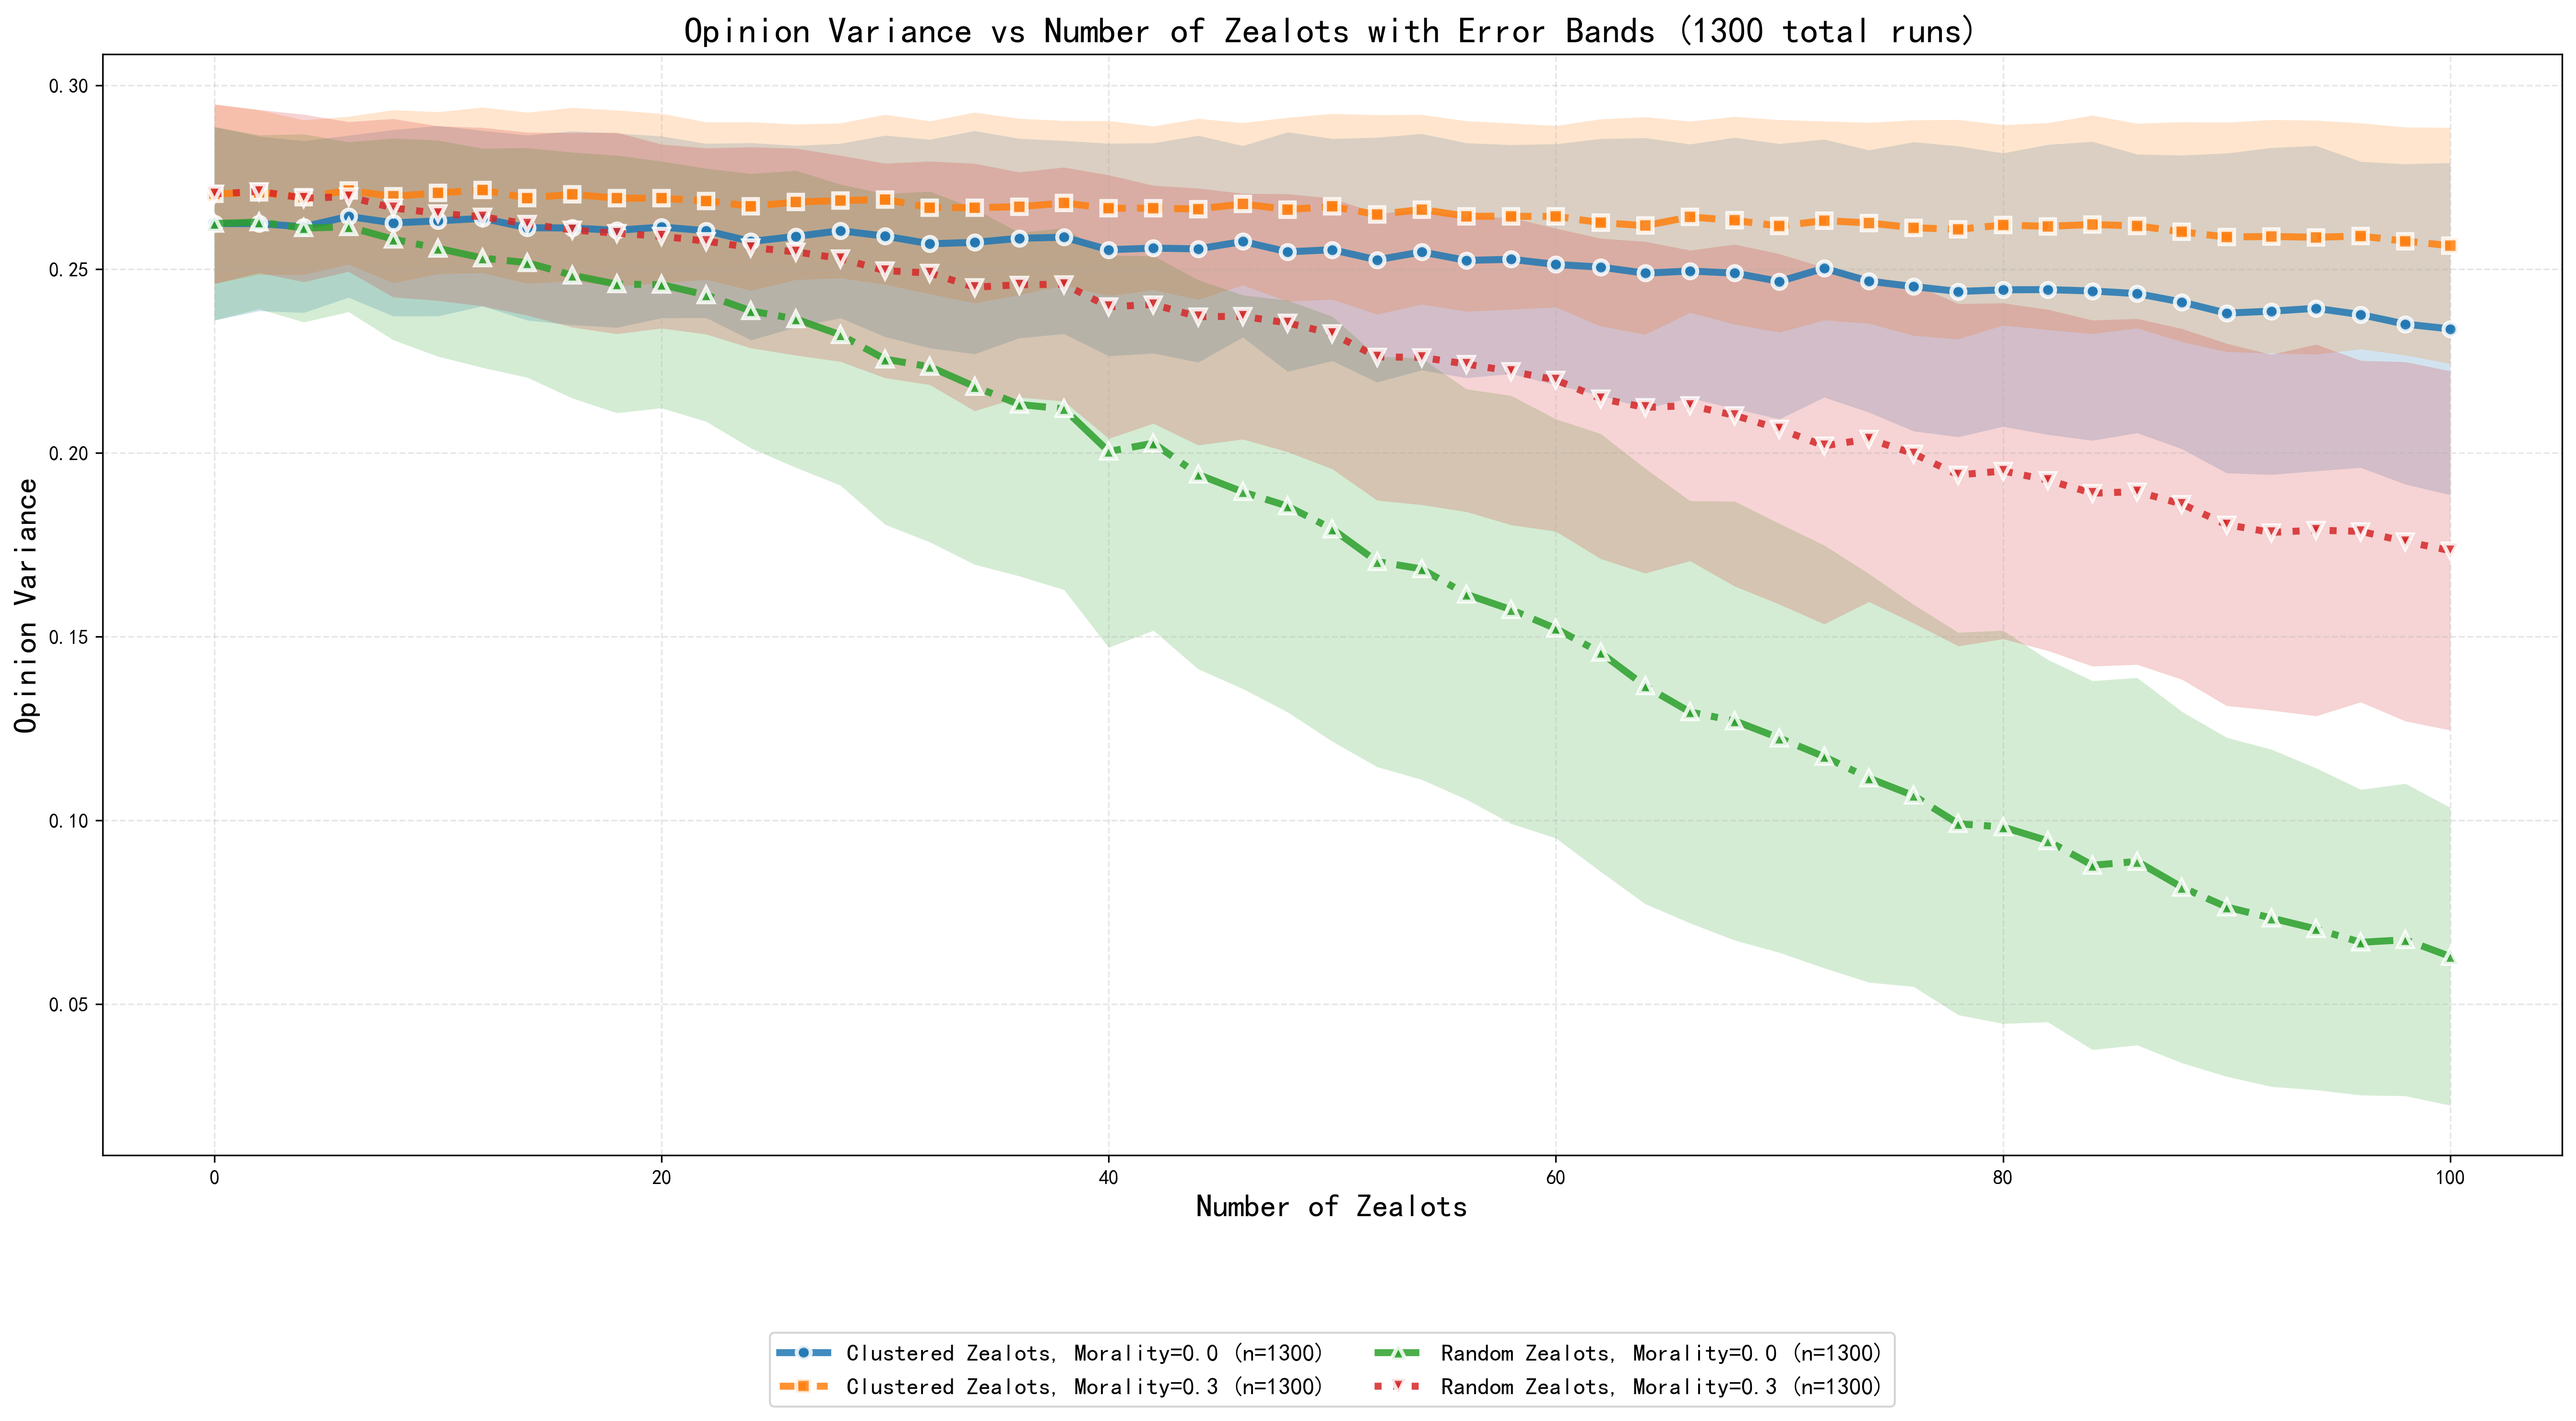 Opinion Variance vs Number of Zealots with Error Bands (1300 total runs)
Opinion Variance
0.30
0.25
0.20
0.15
0.10
0.05
0 20 40 60 80 100
Number of Zealots
Clustered Zealots, Morality=0.0 (n=1300)
Clustered Zealots, Morality=0.3 (n=1300)
Random Zealots, Morality=0.0 (n=1300)
Random Zealots, Morality=0.3 (n=1300)